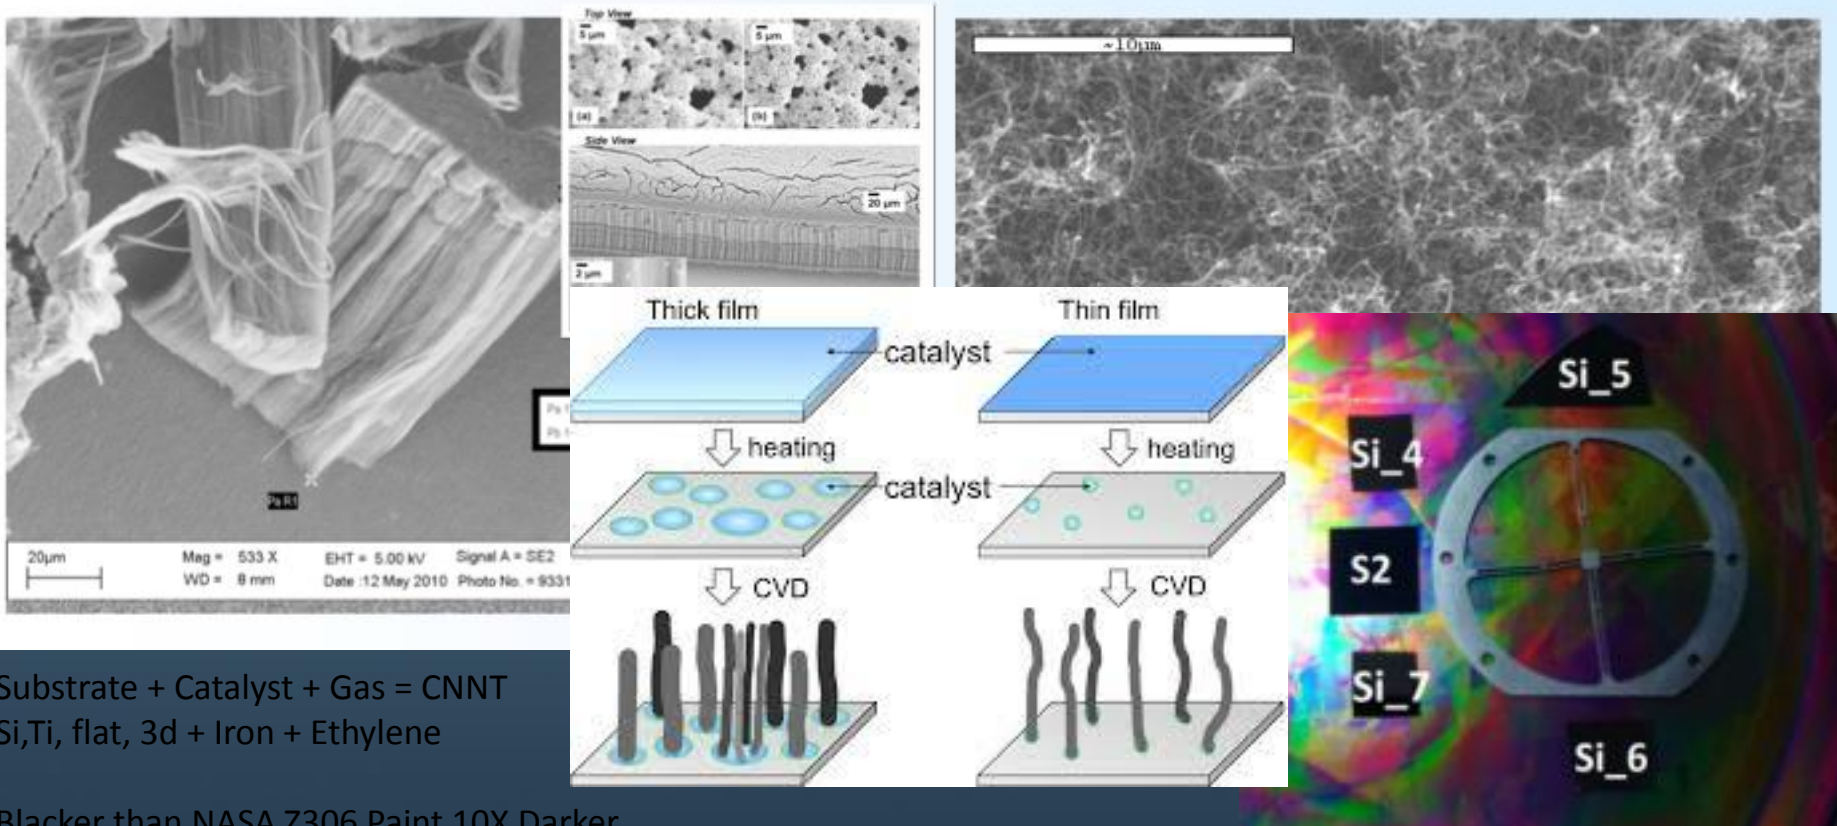 20µm
Mag = 533 X
EHT = 5.00 kV
Signal A = SE2
WD = 8 mm
Date :12 May 2010
Photo No. = 9331
Pa R1
Top View
5 µm
5 µm
(a)
(b)
Side View
20 µm
2 µm
~10µm
Thick film
Thin film
catalyst
heating
heating
catalyst
CVD
CVD
Si_5
Si_4
S2
Si_7
Si_6
Substrate + Catalyst + Gas = CNNT
Si,Ti, flat, 3d + Iron + Ethylene
Blacker than NASA Z306 Paint 10X Darker